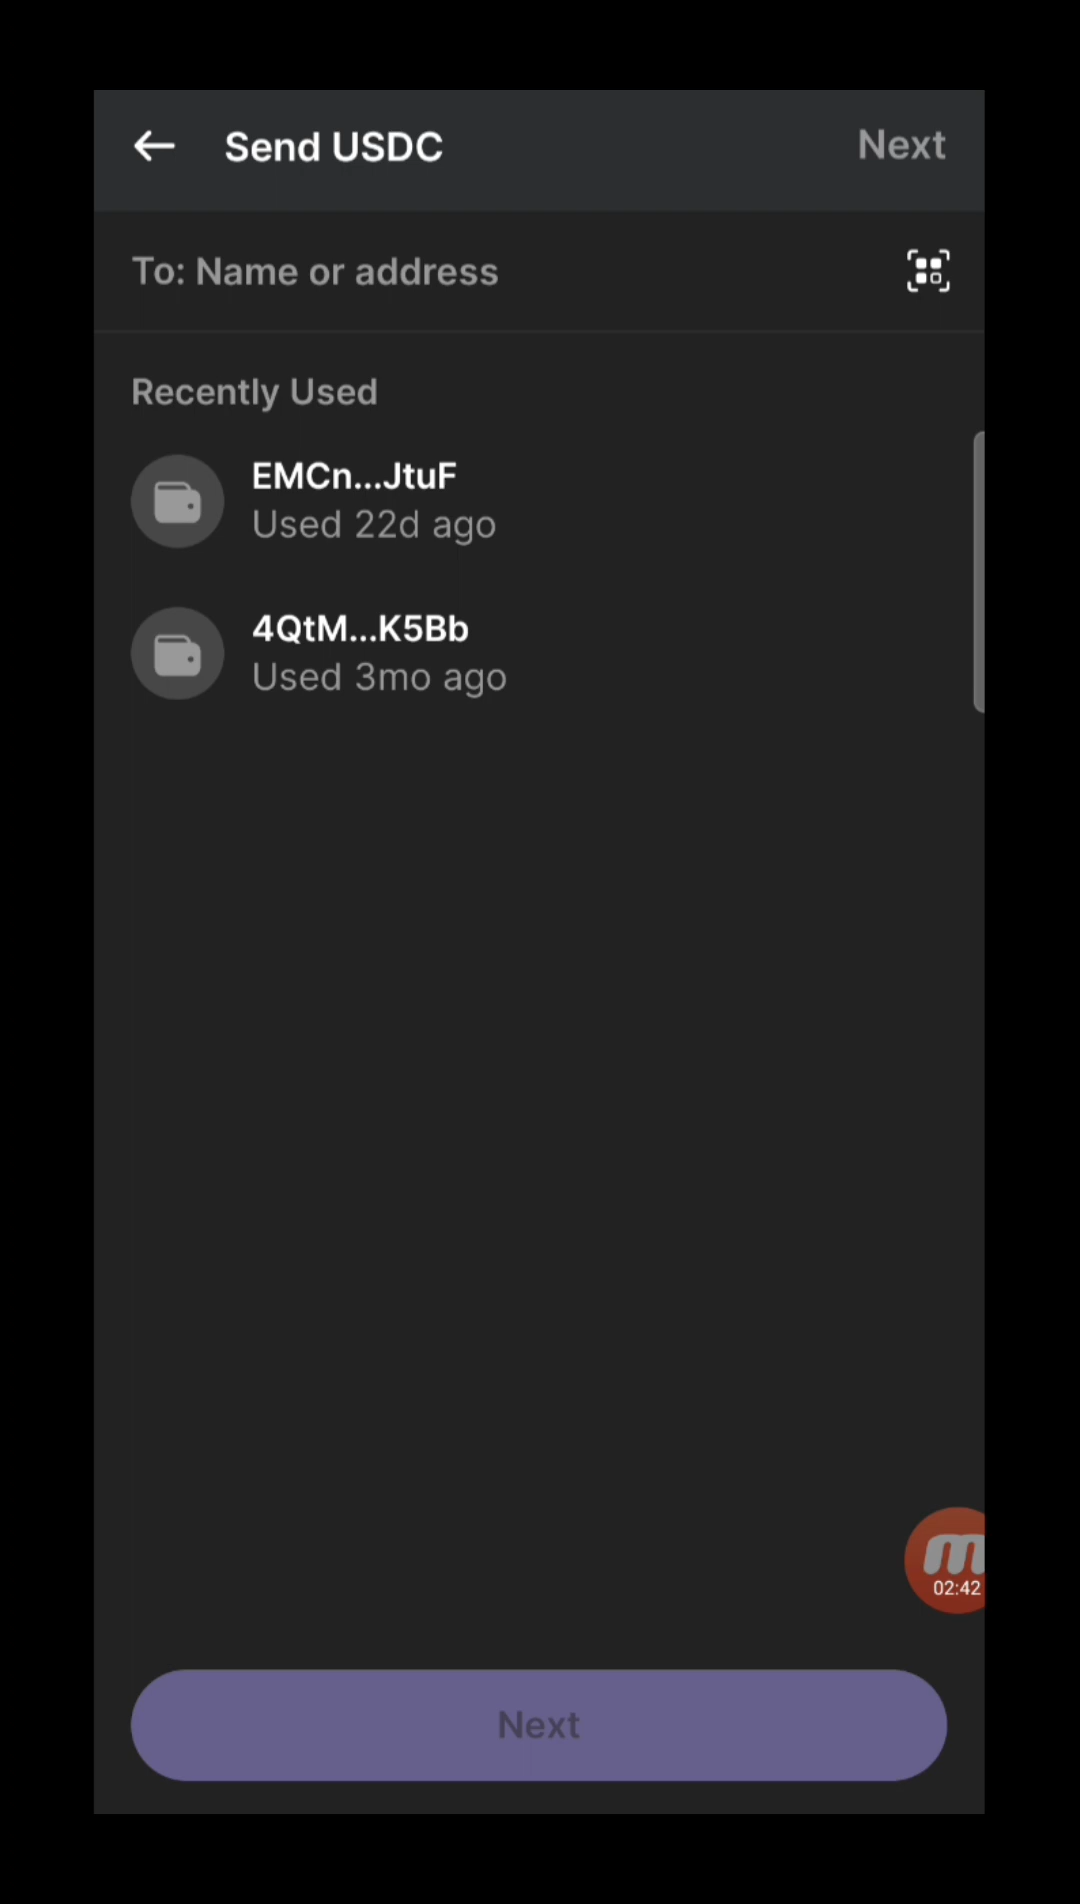 Send USDC
Next
To: Name or address
Recently Used
EMCn...JtuF
Used 22d ago
4QtM...K5Bb
Used 3mo ago
m
02:42
Next